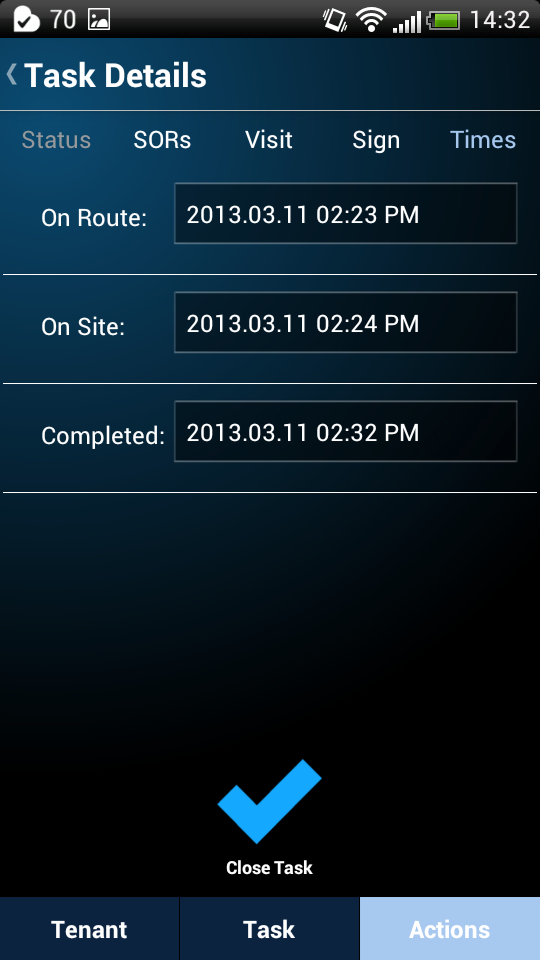 70 14:32
Task Details
Status SORs Visit Sign Times
On Route: 2013.03.11 02:23 PM
On Site: 2013.03.11 02:24 PM
Completed: 2013.03.11 02:32 PM
Close Task
Tenant Task Actions